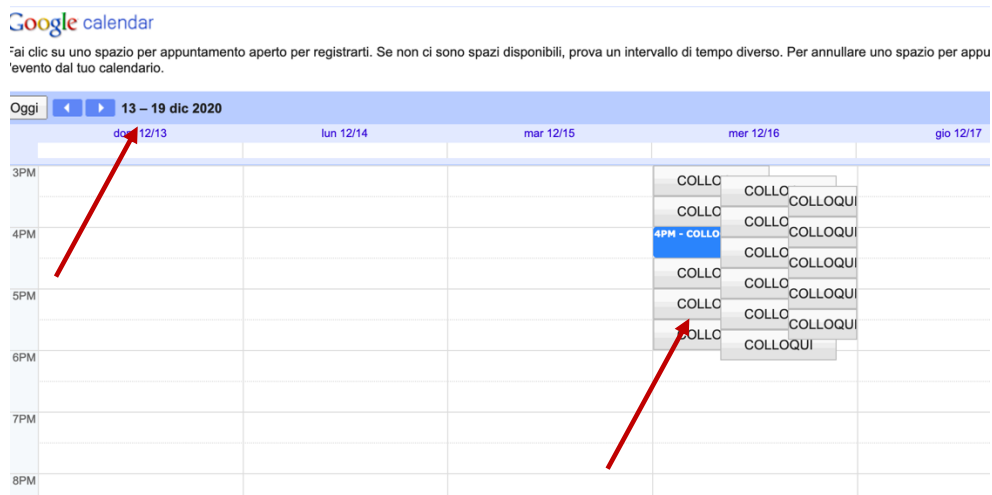 Google calendar
Fai clic su uno spazio per appuntamento aperto per registrarti. Se non ci sono spazi disponibili, prova un intervallo di tempo diverso. Per annullare uno spazio per appu
l'evento dal tuo calendario.
Oggi 13 – 19 dic 2020
dom 12/13 lun 12/14 mar 12/15 mer 12/16 gio 12/17
3PM
COLLO
COLLO
COLLOQUI
COLLO
COLLO
COLLOQUI
4PM
4PM - COLLO
COLLO
COLLOQUI
COLLO
COLLO
COLLOQUI
5PM
COLLO
COLLO
COLLOQUI
COLLO
COLLOQUI
6PM
7PM
8PM